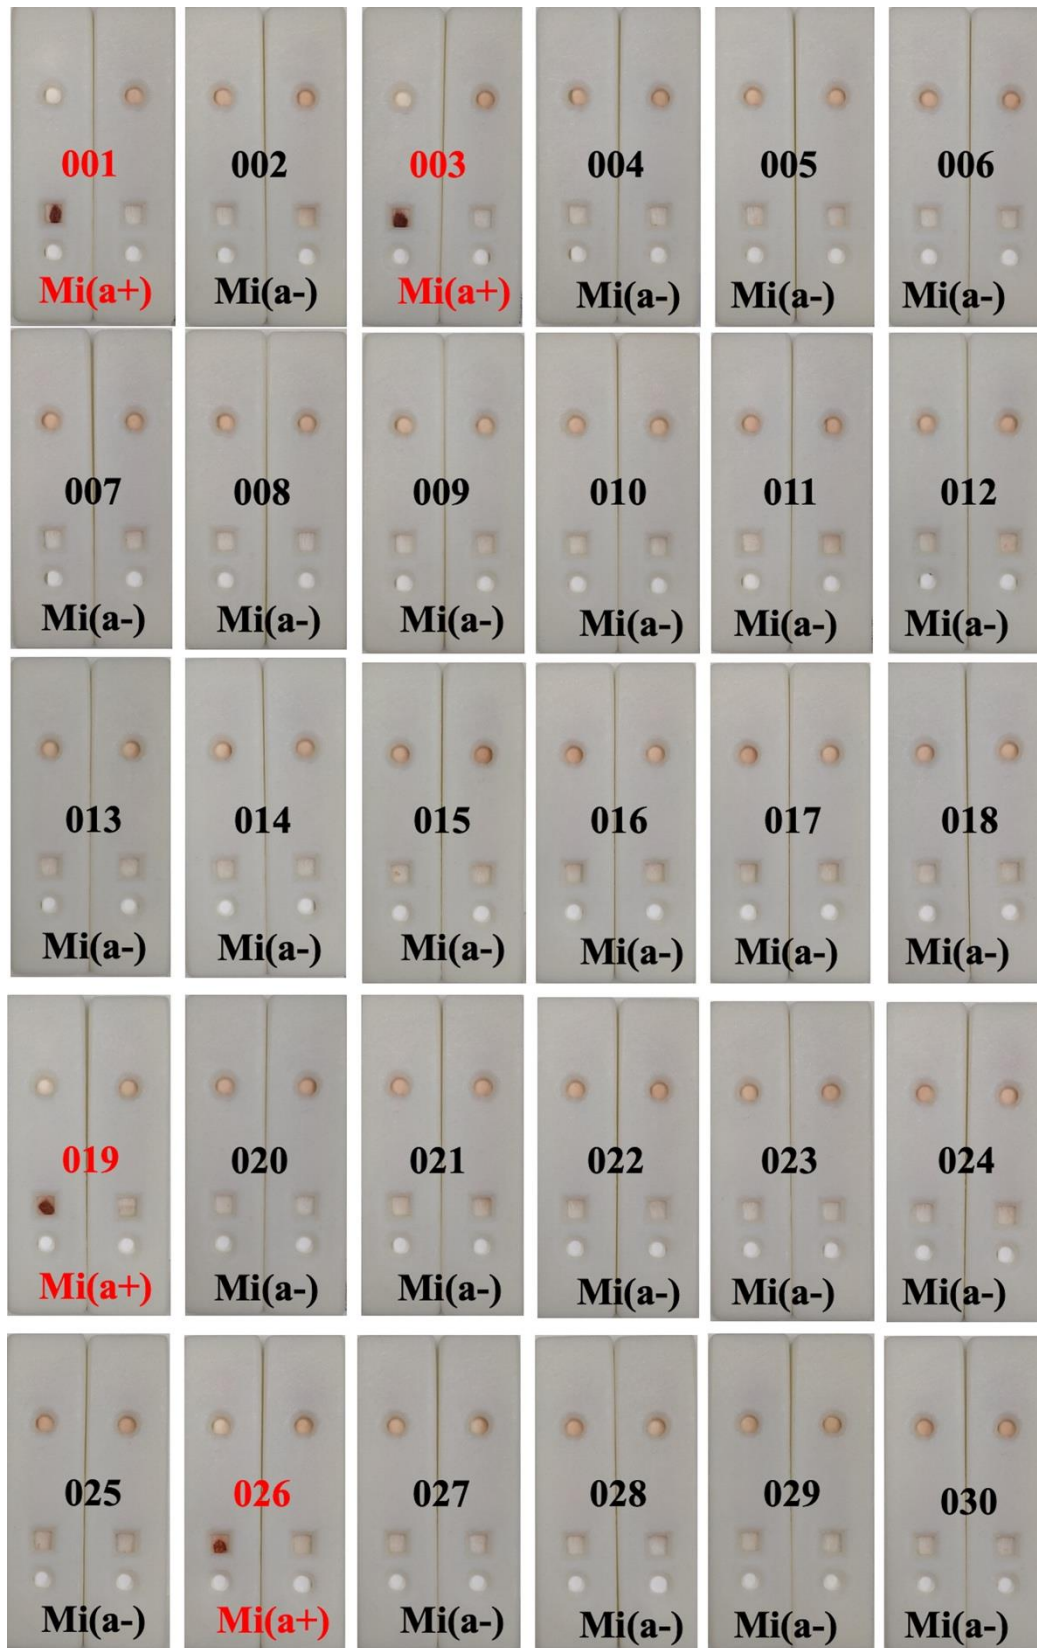 001 002 003 004 005 006
Mi(a+) Mi(a-) Mi(a+) Mi(a-) Mi(a-) Mi(a-)
007 008 009 010 011 012
Mi(a-) Mi(a-) Mi(a-) Mi(a-) Mi(a-) Mi(a-)
013 014 015 016 017 018
Mi(a-) Mi(a-) Mi(a-) Mi(a-) Mi(a-) Mi(a-)
019 020 021 022 023 024
Mi(a+) Mi(a-) Mi(a-) Mi(a-) Mi(a-) Mi(a-)
025 026 027 028 029 030
Mi(a-) Mi(a+) Mi(a-) Mi(a-) Mi(a-) Mi(a-)